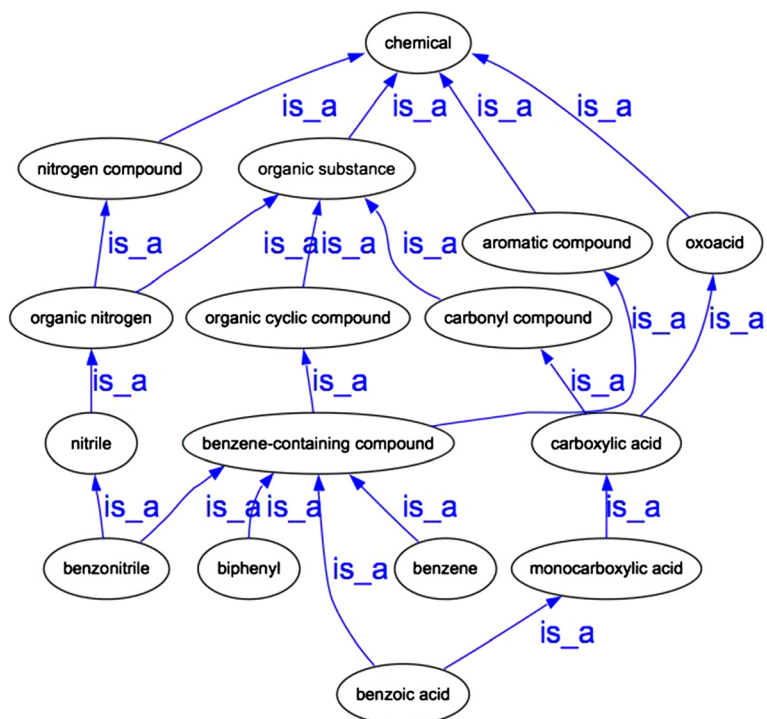 chemical
is_a
is_a
is_a
is_a
nitrogen compound
organic substance
is_a
is_a
is_a
is_a
aromatic compound
oxoacid
organic nitrogen
organic cyclic compound
carbonyl compound
is_a
is_a
is_a
is_a
is_a
nitrile
benzene-containing compound
carboxylic acid
is_a
is_a
is_a
is_a
is_a
benzonitrile
biphenyl
benzene
monocarboxylic acid
is_a
is_a
benzoic acid